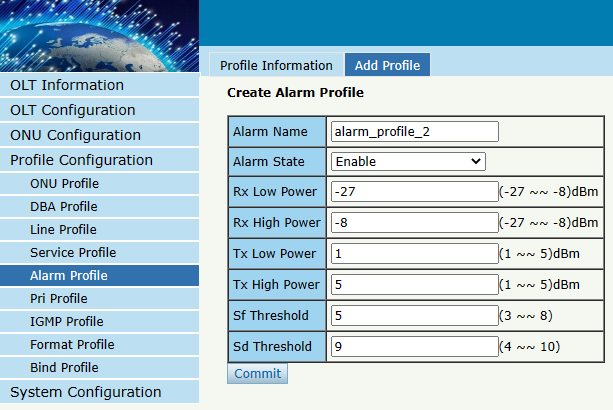 OLT Information
OLT Configuration
ONU Configuration
Profile Configuration
ONU Profile
DBA Profile
Line Profile
Service Profile
Alarm Profile
Pri Profile
IGMP Profile
Format Profile
Bind Profile
System Configuration
Profile Information Add Profile
Create Alarm Profile
Alarm Name alarm_profile_2
Alarm State Enable
Rx Low Power -27 (-27 ~~ -8)dBm
Rx High Power -8 (-27 ~~ -8)dBm
Tx Low Power 1 (1 ~~ 5)dBm
Tx High Power 5 (1 ~~ 5)dBm
Sf Threshold 5 (3 ~~ 8)
Sd Threshold 9 (4 ~~ 10)
Commit